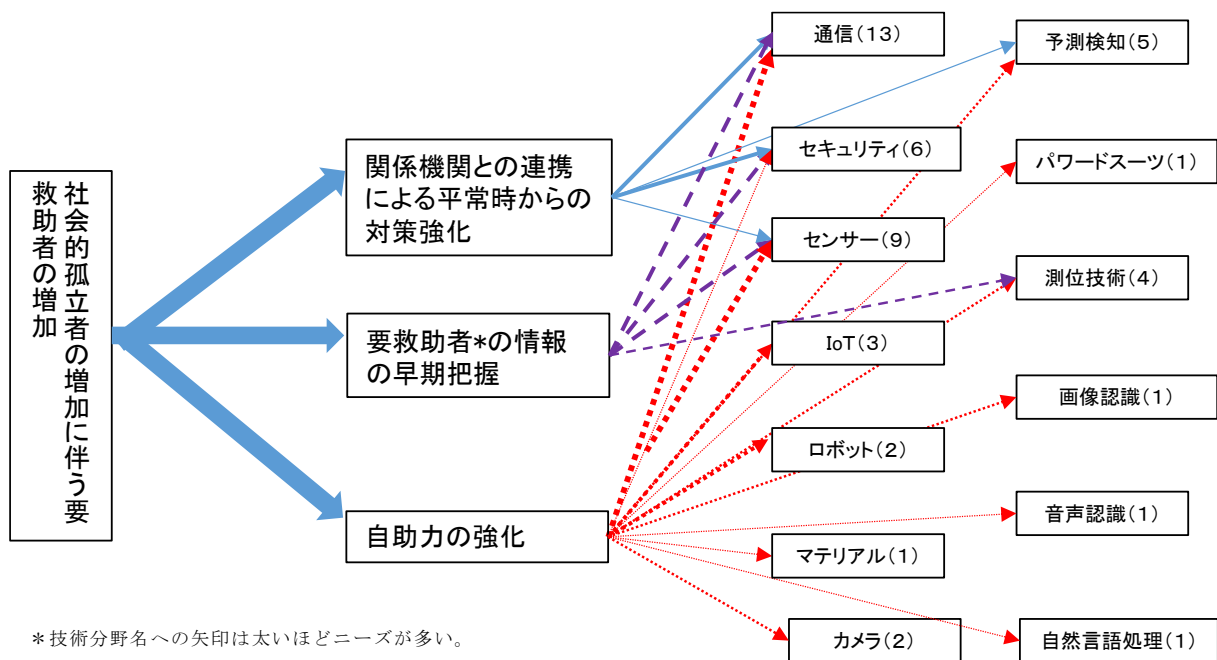 社会的孤立者の増加に伴う要
救助者の増加
関係機関との連携
による平常時からの
対策強化
要救助者*の情報
の早期把握
自助力の強化
通信(13)
セキュリティ(6)
センサー(9)
IoT(3)
ロボット(2)
マテリアル(1)
カメラ(2)
予測検知(5)
パワードスーツ(1)
測位技術(4)
画像認識(1)
音声認識(1)
自然言語処理(1)
*技術分野名への矢印は太いほどニーズが多い。